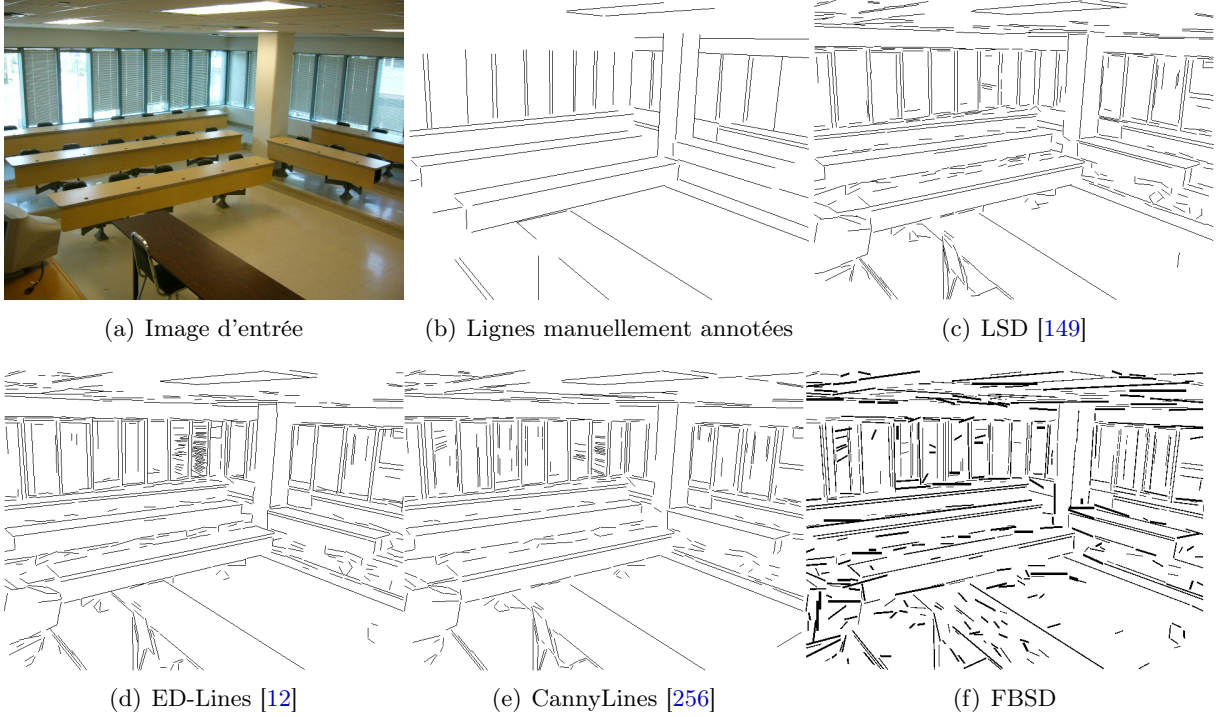 (a) Image d'entrée
(b) Lignes manuellement annotées
(c) LSD [149]
(d) ED-Lines [12]
(e) CannyLines [256]
(f) FBSD